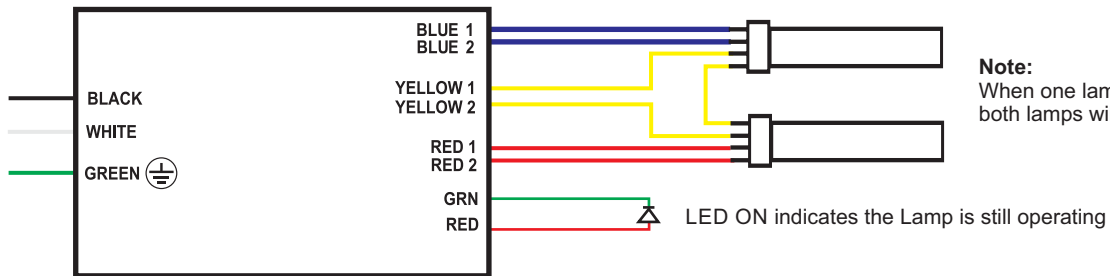 BLUE 1
BLUE 2
YELLOW 1
YELLOW 2
BLACK
WHITE
GREEN
RED 1
RED 2
GRN
RED
Note:
When one lam
both lamps wi
LED ON indicates the Lamp is still operating